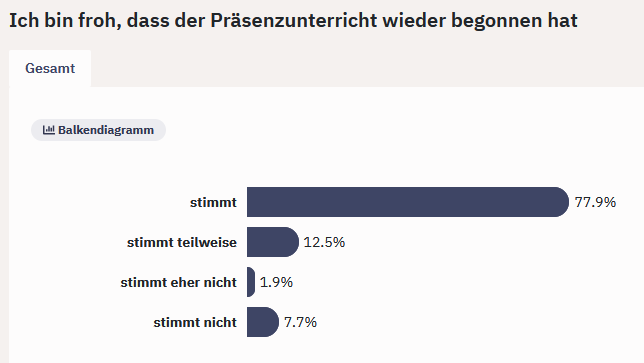 Ich bin froh, dass der Präsenzunterricht wieder begonnen hat
Gesamt
Balkendiagramm
stimmt 77.9%
stimmt teilweise 12.5%
stimmt eher nicht 1.9%
stimmt nicht 7.7%